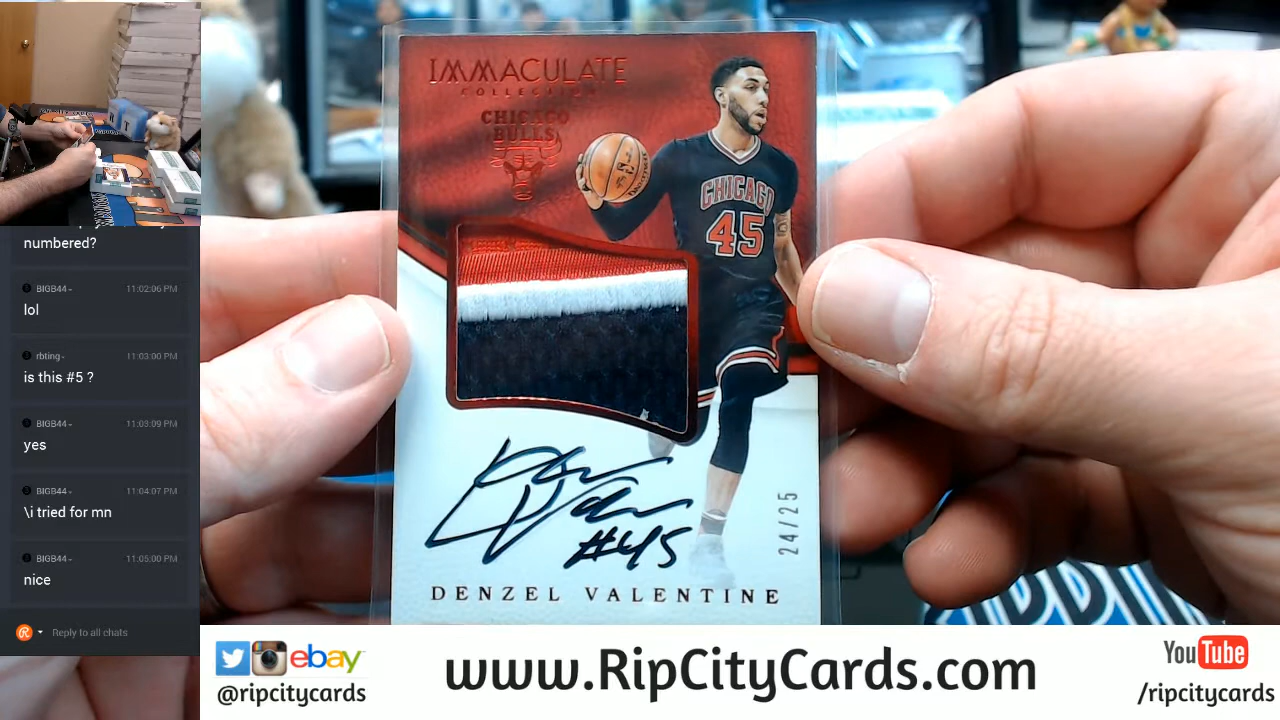 numbered?
BIGB44
11:02:06 PM
lol
rbting
11:03:00 PM
is this #5 ?
BIGB44
11:03:09 PM
yes
BIGB44
11:04:07 PM
\i tried for mn
BIGB44
11:05:00 PM
nice
Reply to all chats
IMMACULATE
COLLECTION
CHICAGO
BULLS
CHICAGO
45
#45
24/25
DENZEL VALENTINE
ebay
@ripcitycards
www.RipCityCards.com
YouTube
/ripcitycards